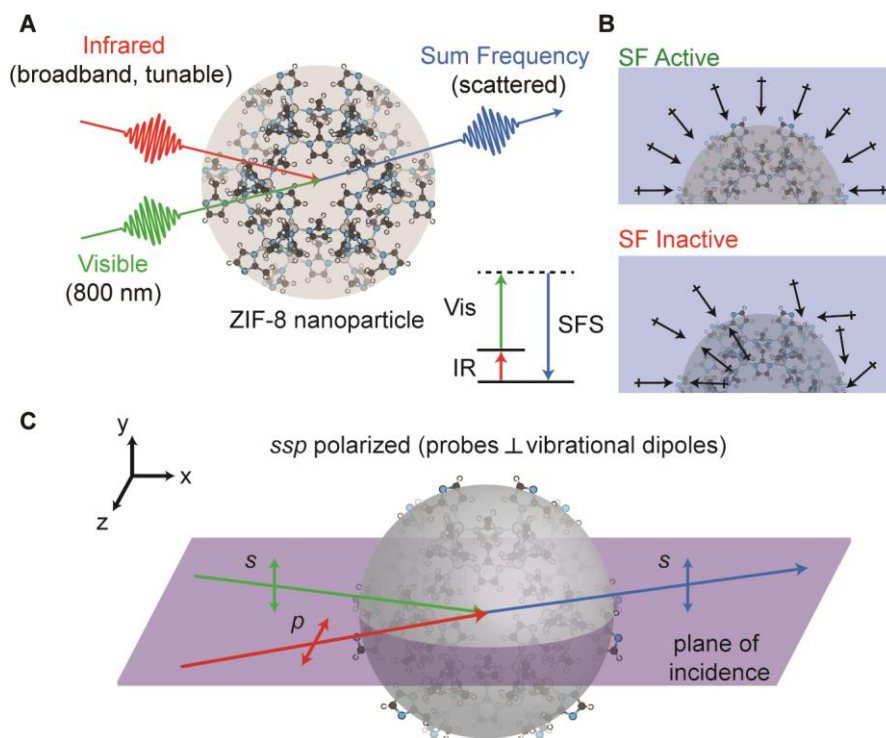 A
Infrared
(broadband, tunable)
Sum Frequency
(scattered)
Visible
(800 nm)
ZIF-8 nanoparticle
Vis
IR
SFS
B
SF Active
SF Inactive
C
y
x
z
ssp polarized (probes ⊥ vibrational dipoles)
s
p
s
plane of
incidence